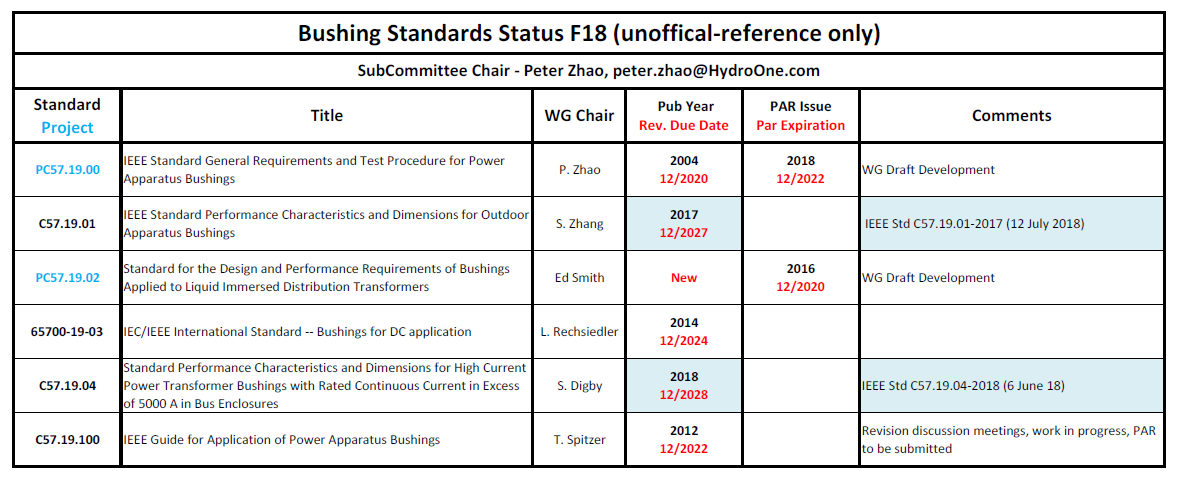 Bushing Standards Status F18 (unoffical-reference only)
SubCommittee Chair - Peter Zhao, peter.zhao@HydroOne.com
Standard
Project
Title
WG Chair
Pub Year
Rev. Due Date
PAR Issue
Par Expiration
Comments
PC57.19.00
IEEE Standard General Requirements and Test Procedure for Power
Apparatus Bushings
P. Zhao
2004
12/2020
2018
12/2022
WG Draft Development
C57.19.01
IEEE Standard Performance Characteristics and Dimensions for Outdoor
Apparatus Bushings
S. Zhang
2017
12/2027
IEEE Std C57.19.01-2017 (12 July 2018)
PC57.19.02
Standard for the Design and Performance Requirements of Bushings
Applied to Liquid Immersed Distribution Transformers
Ed Smith
New
2016
12/2020
WG Draft Development
65700-19-03
IEC/IEEE International Standard -- Bushings for DC application
L. Rechsiedler
2014
12/2024
C57.19.04
Standard Performance Characteristics and Dimensions for High Current
Power Transformer Bushings with Rated Continuous Current in Excess
of 5000 A in Bus Enclosures
S. Digby
2018
12/2028
IEEE Std C57.19.04-2018 (6 June 18)
C57.19.100
IEEE Guide for Application of Power Apparatus Bushings
T. Spitzer
2012
12/2022
Revision discussion meetings, work in progress, PAR
to be submitted